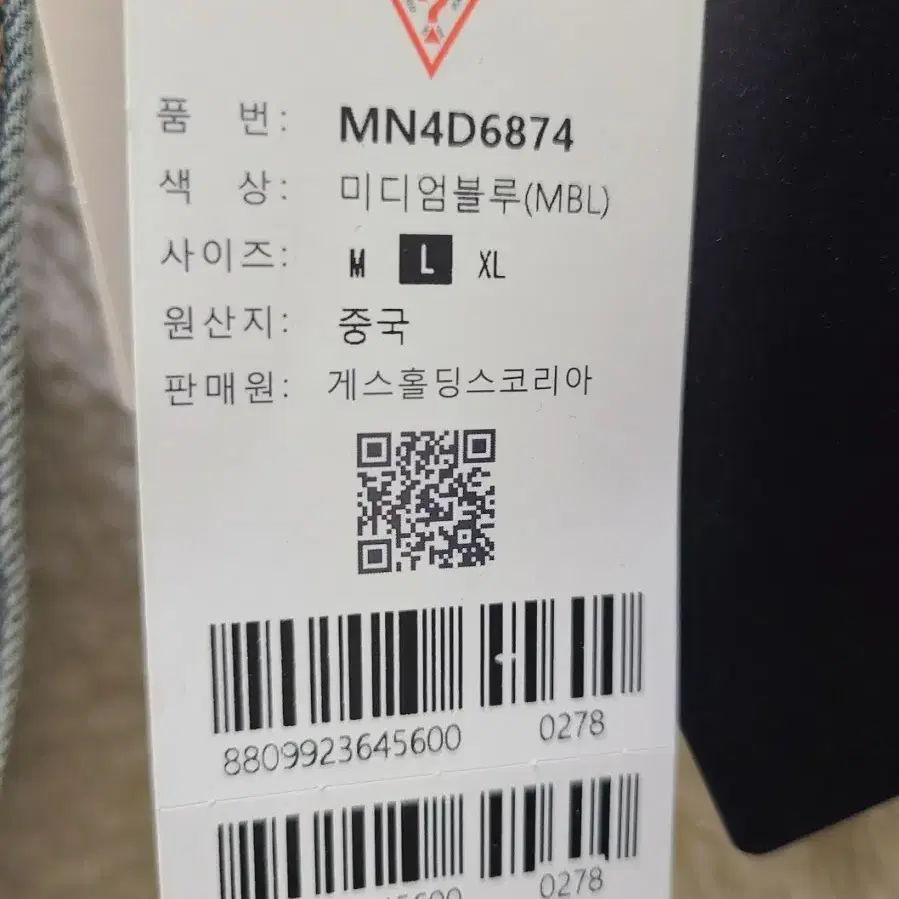 ?
품 번: MN4D6874
색 상: 미디엄블루(MBL)
사이즈: M L XL
원산지: 중국
판매원: 게스홀딩스코리아
8809923645600 0278
0278